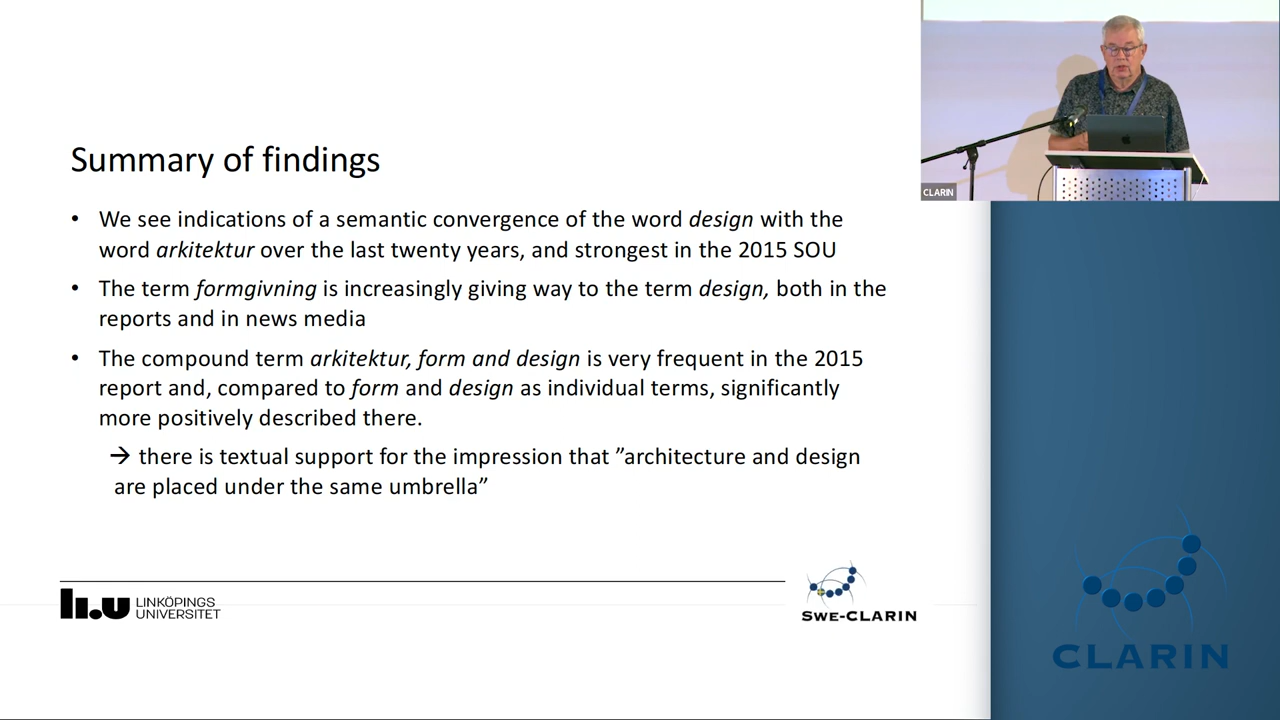 CLARIN
Summary of findings
• We see indications of a semantic convergence of the word design with the
word arkitektur over the last twenty years, and strongest in the 2015 SOU
• The term formgivning is increasingly giving way to the term design, both in the
reports and in news media
• The compound term arkitektur, form and design is very frequent in the 2015
report and, compared to form and design as individual terms, significantly
more positively described there.
→ there is textual support for the impression that ”architecture and design
are placed under the same umbrella”
li.u LINKÖPINGS
UNIVERSITET
SWE-CLARIN
CLARIN